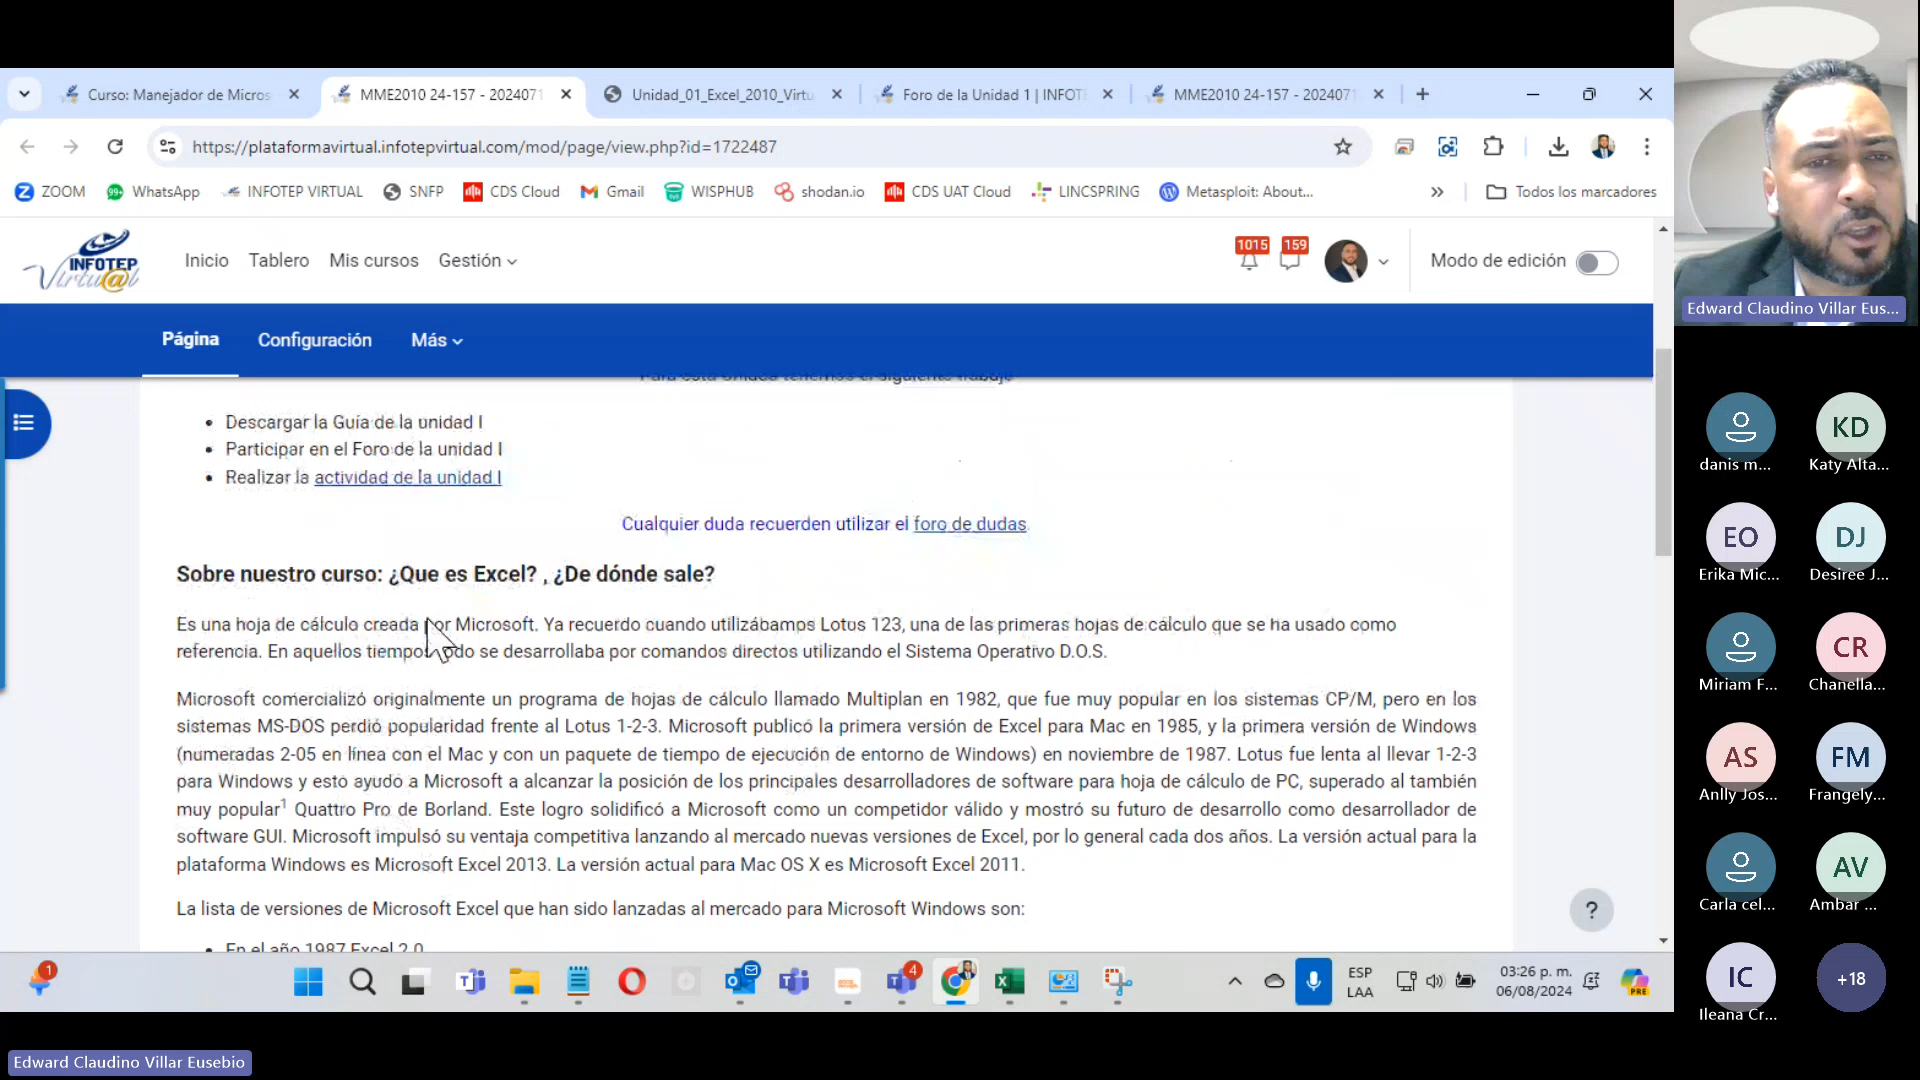 Curso: Manejador de Micros
MME2010 24-157 - 2024071
Unidad_01_Excel_2010_Virtu
Foro de la Unidad 1 | INFOTE
MME2010 24-157 - 2024071
https://plataformavirtual.infotepvirtual.com/mod/page/view.php?id=1722487
ZOOM
99+
WhatsApp
INFOTEP VIRTUAL
SNFP
CDS Cloud
Gmail
WISPHUB
shodan.io
CDS UAT Cloud
LINCSPRING
Metasploit: About...
Todos los marcadores
INFOTEP
Virtu@l
Inicio
Tablero
Mis cursos
Gestión
1015
159
Modo de edición
Página
Configuración
Más
Para esta Unidad tenemos el siguiente trabajo
Descargar la Guía de la unidad I
Participar en el Foro de la unidad I
Realizar la actividad de la unidad I
Cualquier duda recuerden utilizar el foro de dudas.
Sobre nuestro curso: ¿Que es Excel? , ¿De dónde sale?
Es una hoja de cálculo creada por Microsoft. Ya recuerdo cuando utilizábamos Lotus 123, una de las primeras hojas de cálculo que se ha usado como
referencia. En aquellos tiempos todo se desarrollaba por comandos directos utilizando el Sistema Operativo D.O.S.
Microsoft comercializó originalmente un programa de hojas de cálculo llamado Multiplan en 1982, que fue muy popular en los sistemas CP/M, pero en los
sistemas MS-DOS perdió popularidad frente al Lotus 1-2-3. Microsoft publicó la primera versión de Excel para Mac en 1985, y la primera versión de Windows
(numeradas 2-05 en línea con el Mac y con un paquete de tiempo de ejecución de entorno de Windows) en noviembre de 1987. Lotus fue lenta al llevar 1-2-3
para Windows y esto ayudó a Microsoft a alcanzar la posición de los principales desarrolladores de software para hoja de cálculo de PC, superado al también
muy popular1 Quattro Pro de Borland. Este logro solidificó a Microsoft como un competidor válido y mostró su futuro de desarrollo como desarrollador de
software GUI. Microsoft impulsó su ventaja competitiva lanzando al mercado nuevas versiones de Excel, por lo general cada dos años. La versión actual para la
plataforma Windows es Microsoft Excel 2013. La versión actual para Mac OS X es Microsoft Excel 2011.
La lista de versiones de Microsoft Excel que han sido lanzadas al mercado para Microsoft Windows son:
En el año 1987 Excel 2.0.
?
1
4
PRE
ESP
LAA
03:26 p. m.
06/08/2024
Edward Claudino Villar Eusebio
Edward Claudino Villar Eus...
danis m...
KD
Katy Alta...
EO
Erika Mic...
DJ
Desiree J...
Miriam F...
CR
Chanella...
AS
Anlly Jos...
FM
Frangely...
Carla cel...
AV
Ambar ...
IC
Ileana Cr...
+18